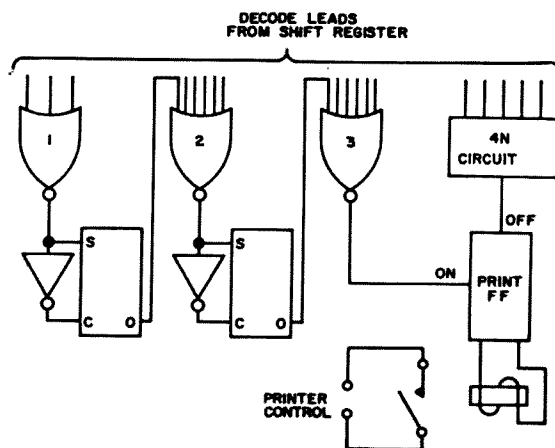 DECODE LEADS
FROM SHIFT REGISTER
1
2
3
4N
CIRCUIT
OFF
S
S
ON
PRINT
FF
C
O
C
O
PRINTER
CONTROL